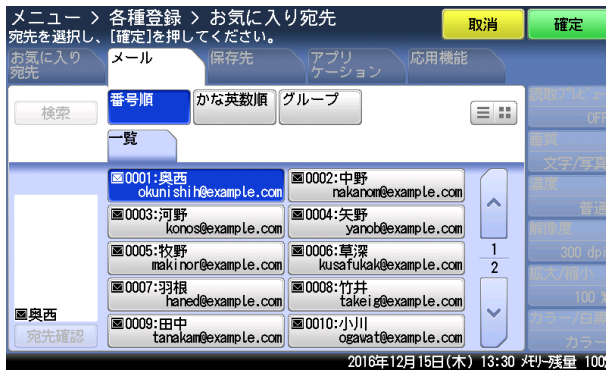 メニュー > 各種登録 > お気に入り宛先
宛先を選択し、[確定]を押してください。
取消
確定
お気に入り
宛先
メール
保存先
アプリ
ケーション
応用機能
検索
番号順
かな英数順
グループ
一覧
0001:奥西
okunishih@example.com
0002:中野
nakanom@example.com
0003:河野
konos@example.com
0004:矢野
yanob@example.com
0005:牧野
makinor@example.com
0006:草深
kusafukak@example.com
0007:羽根
haned@example.com
0008:竹井
takeig@example.com
0009:田中
tanakam@example.com
0010:小川
ogawat@example.com
1
2
奥西
宛先確認
読取プレビュー
OFF
画質
文字/写真
濃度
普通
解像度
300 dpi
拡大/縮小
100 %
カラー/白黒
カラー
2016年12月15日(木) 13:30 メモリー残量 100%